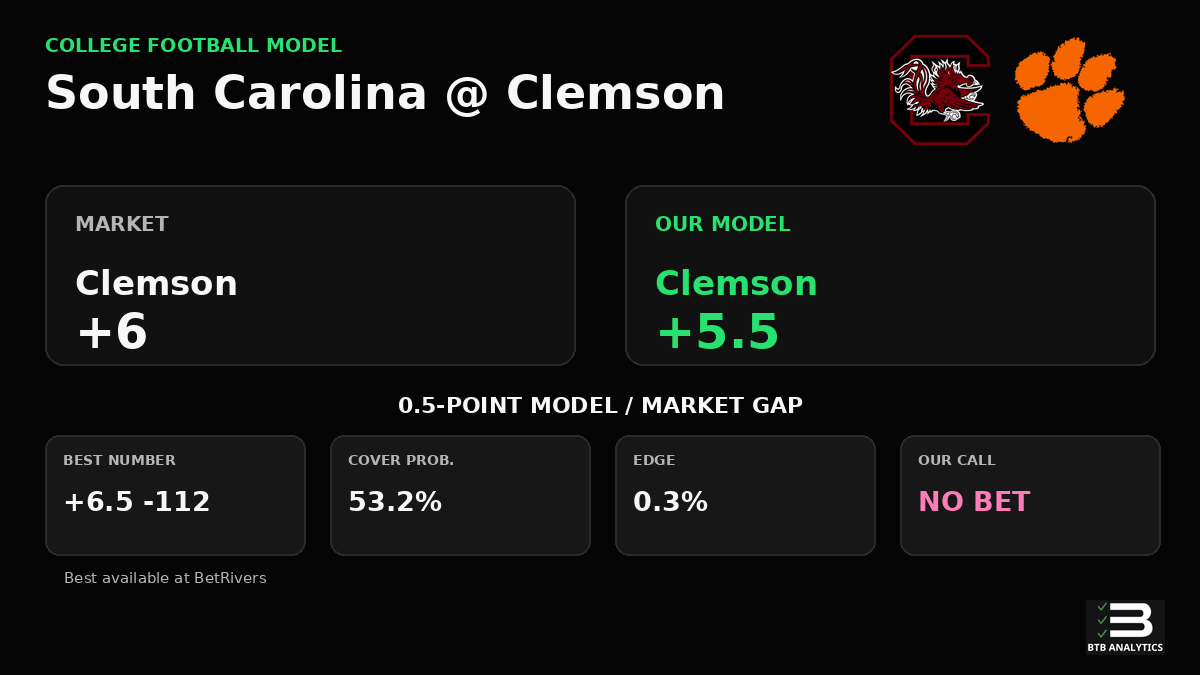 COLLEGE FOOTBALL MODEL
South Carolina @ Clemson
MARKET
Clemson
+6
OUR MODEL
Clemson
+5.5
0.5-POINT MODEL / MARKET GAP
BEST NUMBER
+6.5 -112
COVER PROB.
53.2%
EDGE
0.3%
OUR CALL
NO BET
Best available at BetRivers
B
BTB ANALYTICS